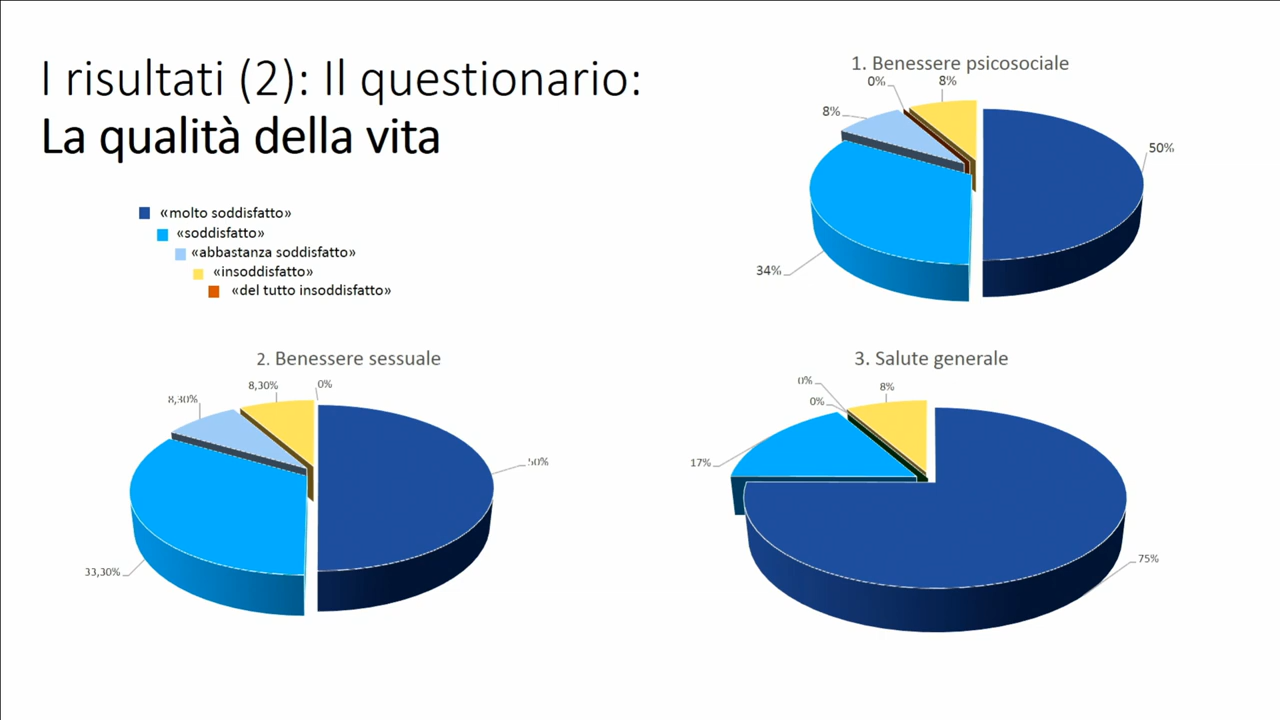 I risultati (2): Il questionario:
La qualità della vita
«molto soddisfatto»
«soddisfatto»
«abbastanza soddisfatto»
«insoddisfatto»
«del tutto insoddisfatto»
1. Benessere psicosociale
0%
8%
8%
50%
34%
2. Benessere sessuale
8,30%
0%
8,30%
50%
33,30%
3. Salute generale
0%
8%
0%
17%
75%